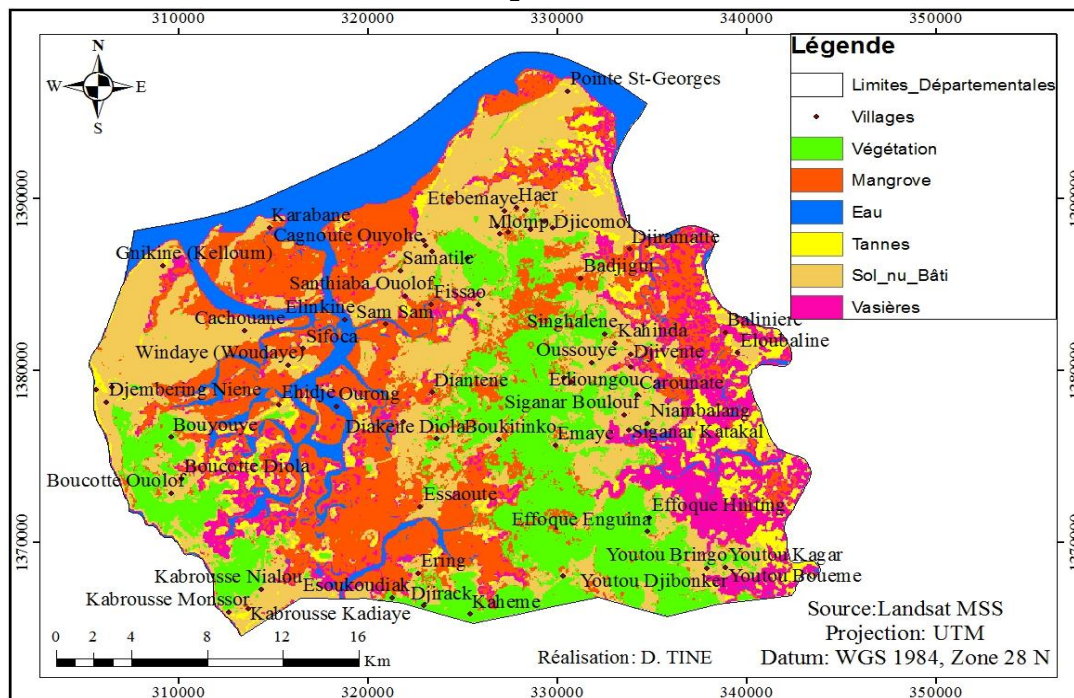 310000 320000 330000 340000 350000
N
W E
S
Légende
Limites_Départementales
Villages
Végétation
Mangrove
Eau
Tannes
Sol_nu_Bâti
Vasières
1390000
1380000
1370000
1390000
1380000
1370000
Pointe St-Georges
Etebemaye Haer
Karabane
Mlomp Djicomol
Cagnoute Ouyohe
Djiramatte
Gnikine (Kelloum)
Samatile
Badjigui
Santhiaba Ouolof
Fissao
Elinkine
Sam Sam
Cachouane
Singhalene
Baliniere
Sifoca
Kahinda
Windaye (Woudaye)
Oussouye
Djivente
Eloubaline
Djembering Niene
Ehidje
Ourong
Diantene
Edioungou
Carounate
Siganar Boulouf
Niambalang
Bouyouye
Diakene Diola
Boukitinko
Emaye
Siganar Katakal
Boucotte Diola
Boucotte Ouolof
Essaoute
Effoque Hinting
Effoque Enguina
Youtou Bringo
Youtou Kagar
Kabrousse Nialou
Ering
Esoukoudiak
Youtou Djibonker
Youtou Boueme
Kabrousse Monssor
Djirack
Kabrousse Kadiaye
Kaheme
Source:Landsat MSS
Projection: UTM
Datum: WGS 1984, Zone 28 N
Réalisation: D. TINE
0 2 4 8 12 16
Km
310000 320000 330000 340000 350000